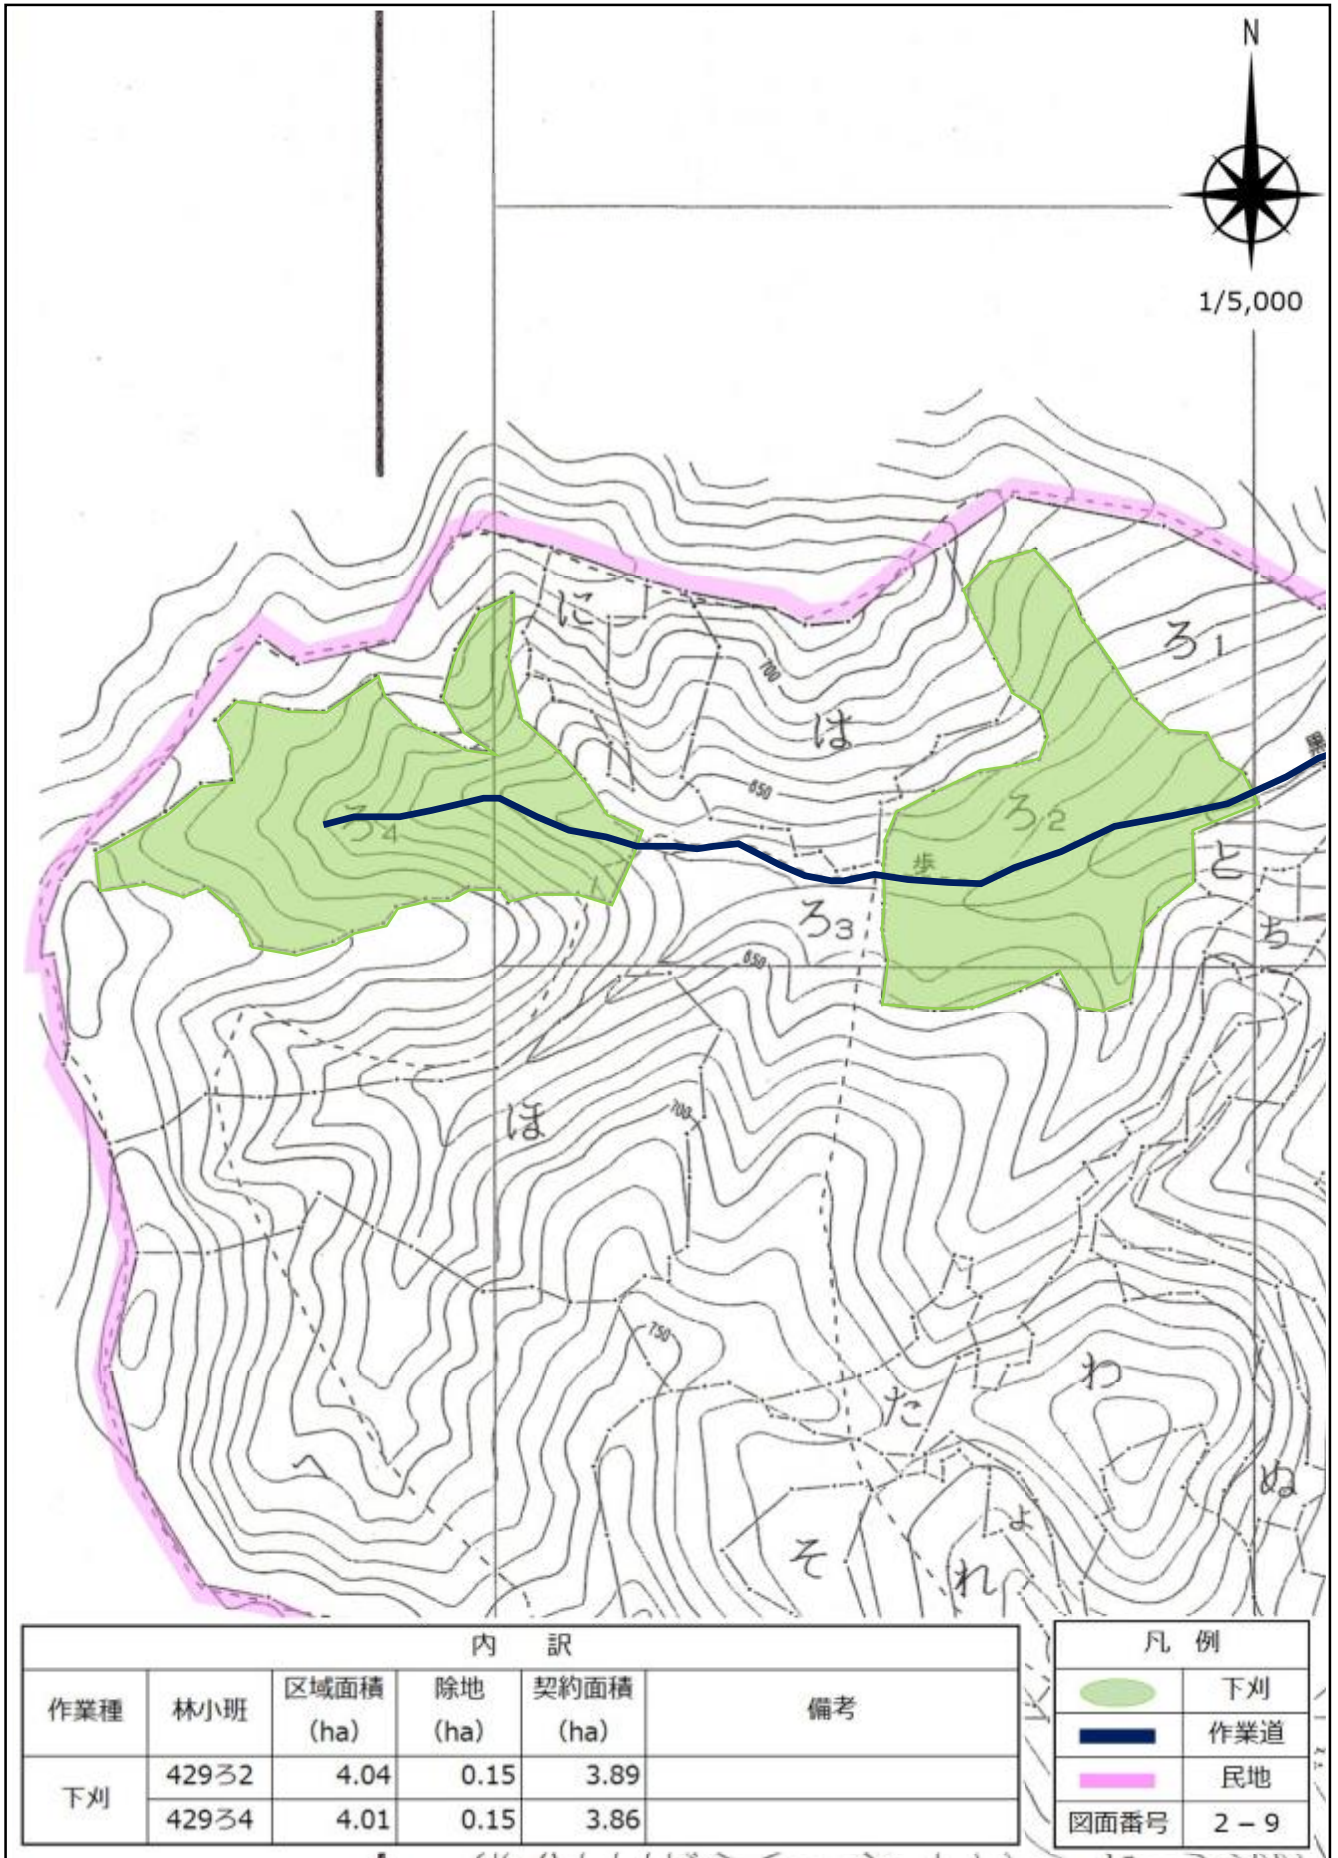 N
1/5,000
に
ろ1
700
は
650
ろ2
ろ4
歩
と
ろ3
ち
650
ほ
700
750
わ
た
へ
ぬ
よ
そ
れ
内 訳
作業種 林小班 区域面積(ha) 除地(ha) 契約面積(ha) 備考
下刈 429ろ2 4.04 0.15 3.89
429ろ4 4.01 0.15 3.86
凡 例
下刈
作業道
民地
図面番号 2－9